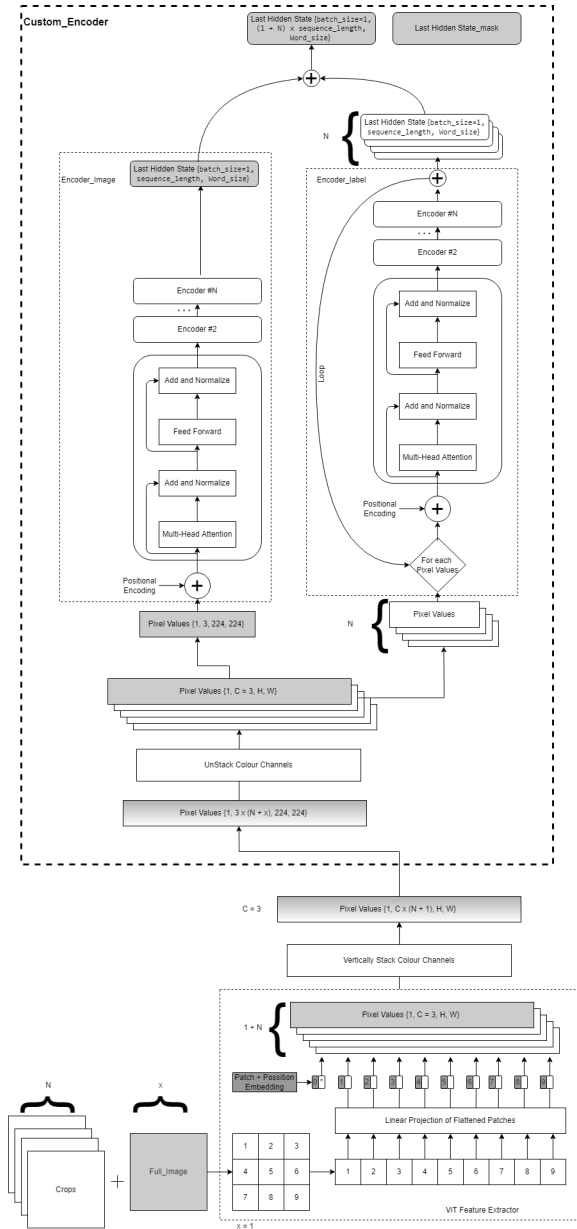 Custom_Encoder
Last Hidden State {batch_size=1,
(1 + N) x sequence_length,
Word_size}
Last Hidden State_mask
N
Last Hidden State {batch_size=1,
sequence_length, Word_size}
Encoder_Image
Last Hidden State {batch_size=1,
sequence_length, Word_size}
Encoder_label
Encoder #N
...
Encoder #2
Add and Normalize
Feed Forward
Add and Normalize
Multi-Head Attention
Positional
Encoding
Loop
For each
Pixel Values
Encoder #N
...
Encoder #2
Add and Normalize
Feed Forward
Add and Normalize
Multi-Head Attention
Positional
Encoding
Pixel Values {1, 3, 224, 224}
N
Pixel Values
Pixel Values {1, C = 3, H, W}
UnStack Colour Channels
Pixel Values {1, 3 x (N + x), 224, 224}
C = 3
Pixel Values {1, C x (N + 1), H, W}
Vertically Stack Colour Channels
1 + N
Pixel Values {1, C = 3, H, W}
Patch + Possition
Embedding
0 * 1 2 3 4 5 6 7 8 9
Linear Projection of Flattened Patches
N
x
Crops
Full_Image
1 2 3
4 5 6
7 8 9
1 2 3 4 5 6 7 8 9
ViT Feature Extractor
x = 1